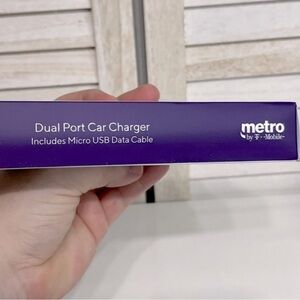 Dual Port Car Charger
Includes Micro USB Data Cable
metro
by T-Mobile